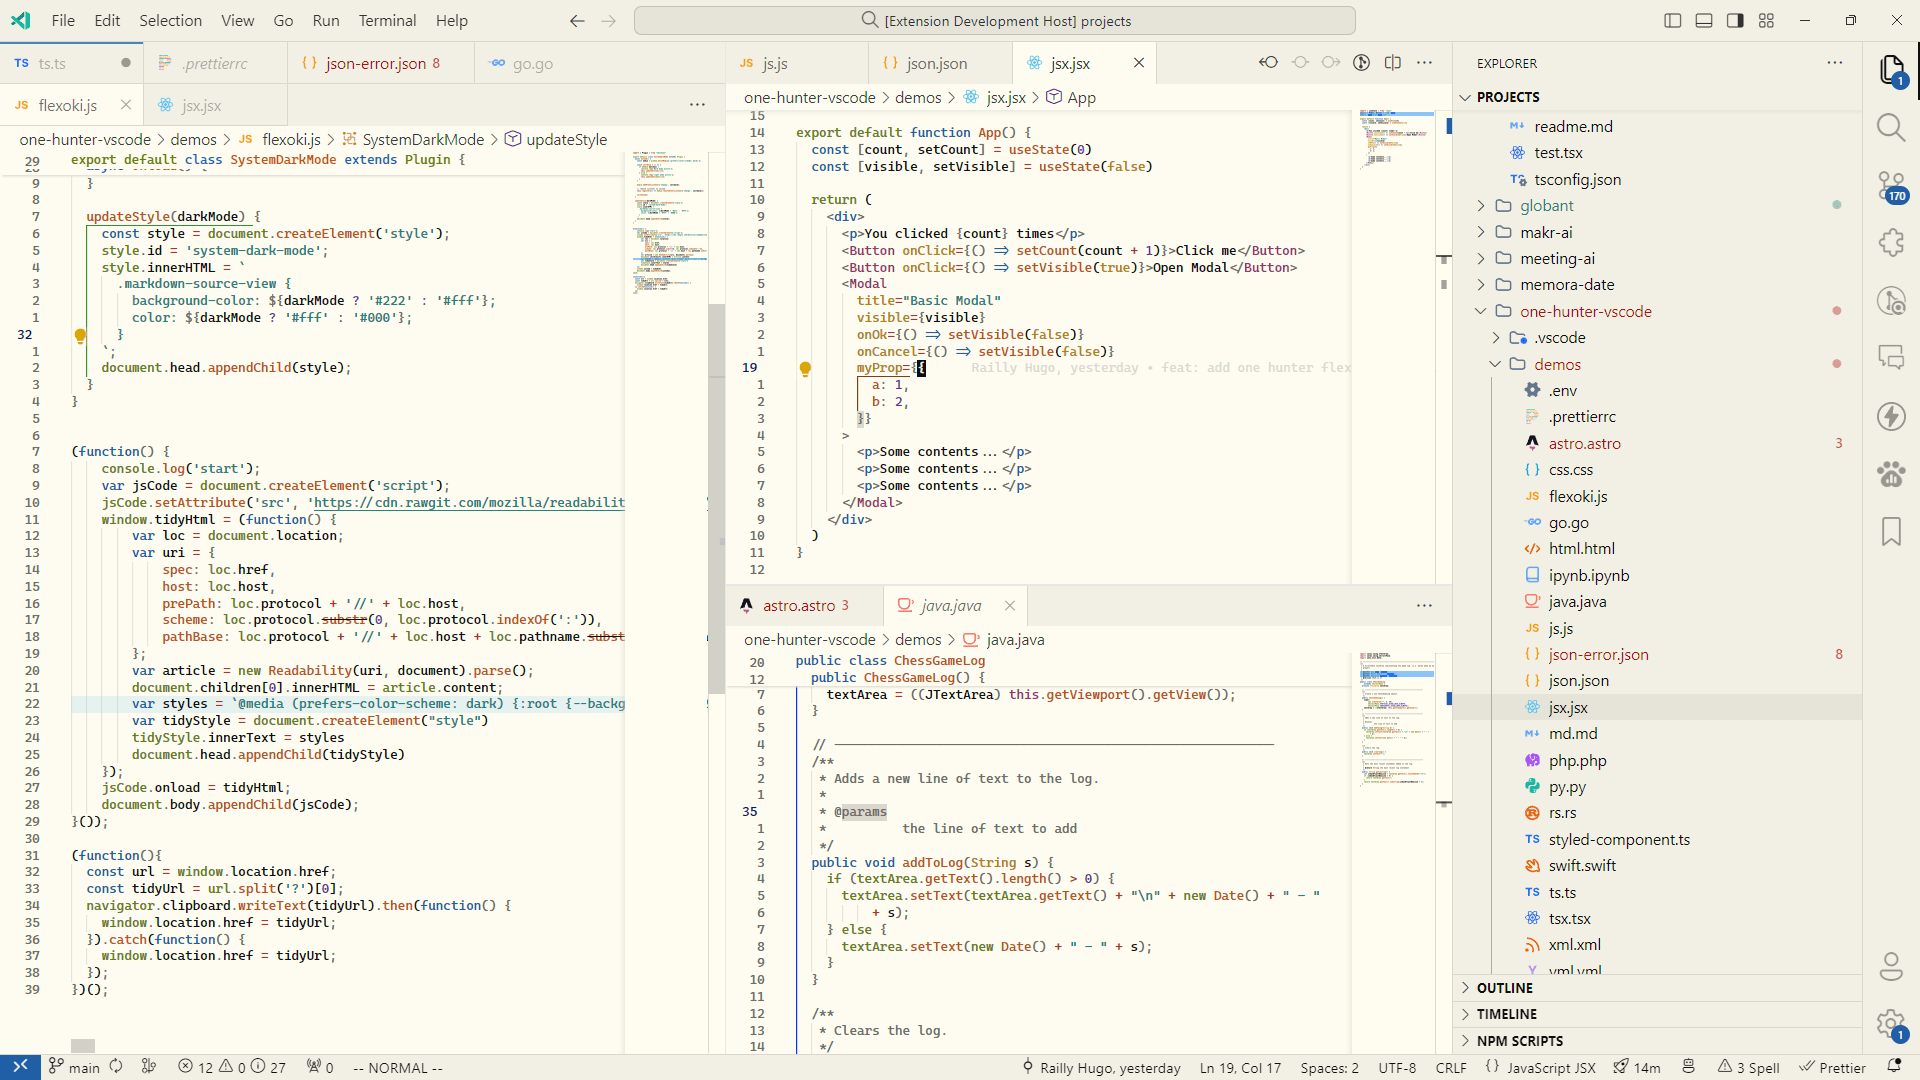 File Edit Selection View Go Run Terminal Help
[Extension Development Host] projects
TS ts.ts
.prettierrc
{ } json-error.json 8
go.go
JS flexoki.js
jsx.jsx
one-hunter-vscode > demos > JS flexoki.js > SystemDarkMode > updateStyle
29 export default class SystemDarkMode extends Plugin {
9 }
8
7 updateStyle(darkMode) {
6 const style = document.createElement('style');
5 style.id = 'system-dark-mode';
4 style.innerHTML = `
3 .markdown-source-view {
2 background-color: ${darkMode ? '#222' : '#fff'};
1 color: ${darkMode ? '#fff' : '#000'};
32 }
1 `;
2 document.head.appendChild(style);
3 }
4 }
5
6
7 (function() {
8 console.log('start');
9 var jsCode = document.createElement('script');
10 jsCode.setAttribute('src', 'https://cdn.rawgit.com/mozilla/readabilit
11 window.tidyHtml = (function() {
12 var loc = document.location;
13 var uri = {
14 spec: loc.href,
15 host: loc.host,
16 prePath: loc.protocol + '//' + loc.host,
17 scheme: loc.protocol.substr(0, loc.protocol.indexOf(':')),
18 pathBase: loc.protocol + '//' + loc.host + loc.pathname.subst
19 };
20 var article = new Readability(uri, document).parse();
21 document.children[0].innerHTML = article.content;
22 var styles = `@media (prefers-color-scheme: dark) {:root {--backg
23 var tidyStyle = document.createElement("style")
24 tidyStyle.innerText = styles
25 document.head.appendChild(tidyStyle)
26 });
27 jsCode.onload = tidyHtml;
28 document.body.appendChild(jsCode);
29 }());
30
31 (function(){
32 const url = window.location.href;
33 const tidyUrl = url.split('?')[0];
34 navigator.clipboard.writeText(tidyUrl).then(function() {
35 window.location.href = tidyUrl;
36 }).catch(function() {
37 window.location.href = tidyUrl;
38 });
39 })();
JS js.js
{ } json.json
jsx.jsx
one-hunter-vscode > demos > jsx.jsx > App
15
14 export default function App() {
13 const [count, setCount] = useState(0)
12 const [visible, setVisible] = useState(false)
11
10 return (
9 <div>
8 <p>You clicked {count} times</p>
7 <Button onClick={() => setCount(count + 1)}>Click me</Button>
6 <Button onClick={() => setVisible(true)}>Open Modal</Button>
5 <Modal
4 title="Basic Modal"
3 visible={visible}
2 onOk={() => setVisible(false)}
1 onCancel={() => setVisible(false)}
19 myProp={{ Railly Hugo, yesterday • feat: add one hunter flex
1 a: 1,
2 b: 2,
3 }}
4 >
5 <p>Some contents...</p>
6 <p>Some contents...</p>
7 <p>Some contents...</p>
8 </Modal>
9 </div>
10 )
11 }
12
astro.astro 3
java.java
one-hunter-vscode > demos > java.java
20 public class ChessGameLog
12 public ChessGameLog() {
7 textArea = ((JTextArea) this.getViewport().getView());
6 }
5
4 // ----------------------------------------------------------
3 /**
2 * Adds a new line of text to the log.
1 *
35 * @params
1 * the line of text to add
2 */
3 public void addToLog(String s) {
4 if (textArea.getText().length() > 0) {
5 textArea.setText(textArea.getText() + "\n" + new Date() + " - "
6 + s);
7 } else {
8 textArea.setText(new Date() + " - " + s);
9 }
10 }
11
12 /**
13 * Clears the log.
14 */
EXPLORER
PROJECTS
readme.md
test.tsx
tsconfig.json
globant
makr-ai
meeting-ai
memora-date
one-hunter-vscode
.vscode
demos
.env
.prettierrc
astro.astro 3
{ } css.css
JS flexoki.js
go.go
html.html
ipynb.ipynb
java.java
JS js.js
{ } json-error.json 8
{ } json.json
jsx.jsx
md.md
php.php
py.py
rs.rs
TS styled-component.ts
swift.swift
TS ts.ts
tsx.tsx
xml.xml
yml.yml
OUTLINE
TIMELINE
NPM SCRIPTS
1
170
1
main 12 0 27 0 -- NORMAL --
Railly Hugo, yesterday Ln 19, Col 17 Spaces: 2 UTF-8 CRLF { } JavaScript JSX 14m 3 Spell Prettier